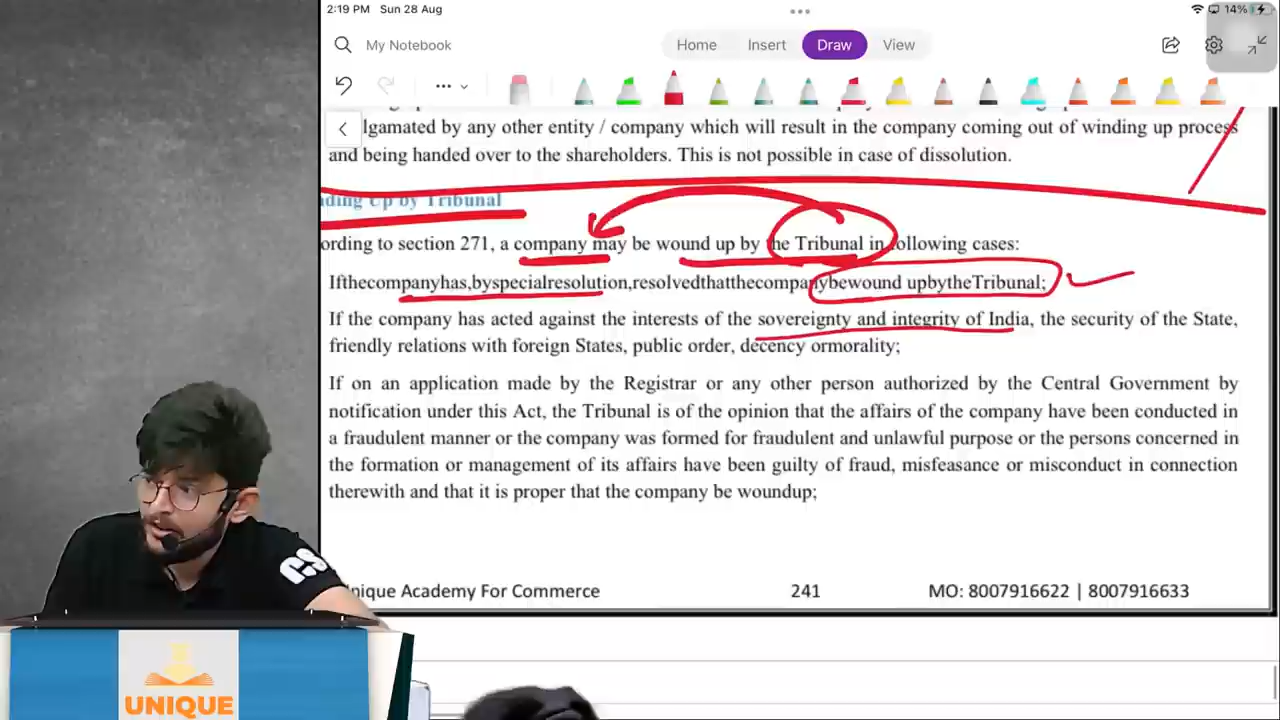 2:19 PM Sun 28 Aug
14%
My Notebook
Home Insert Draw View
lgamated by any other entity / company which will result in the company coming out of winding up process
and being handed over to the shareholders. This is not possible in case of dissolution.
ding Up by Tribunal
ording to section 271, a company may be wound up by the Tribunal in following cases:
Ifthecompanyhas,byspecialresolution,resolvedthatthecompanybewound upbytheTribunal;
If the company has acted against the interests of the sovereignty and integrity of India, the security of the State,
friendly relations with foreign States, public order, decency ormorality;
If on an application made by the Registrar or any other person authorized by the Central Government by
notification under this Act, the Tribunal is of the opinion that the affairs of the company have been conducted in
a fraudulent manner or the company was formed for fraudulent and unlawful purpose or the persons concerned in
the formation or management of its affairs have been guilty of fraud, misfeasance or misconduct in connection
therewith and that it is proper that the company be woundup;
nique Academy For Commerce 241 MO: 8007916622 | 8007916633
CS
UNIQUE